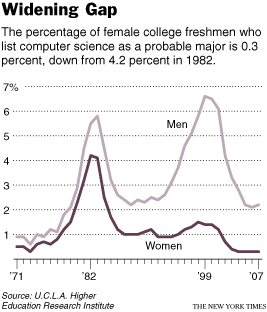 Widening Gap
The percentage of female college freshmen who
list computer science as a probable major is 0.3
percent, down from 4.2 percent in 1982.
7%
6
Men
5
4
3
2
1
Women
'71
'82
'99
'07
Source: U.C.L.A. Higher
Education Research Institute
THE NEW YORK TIMES